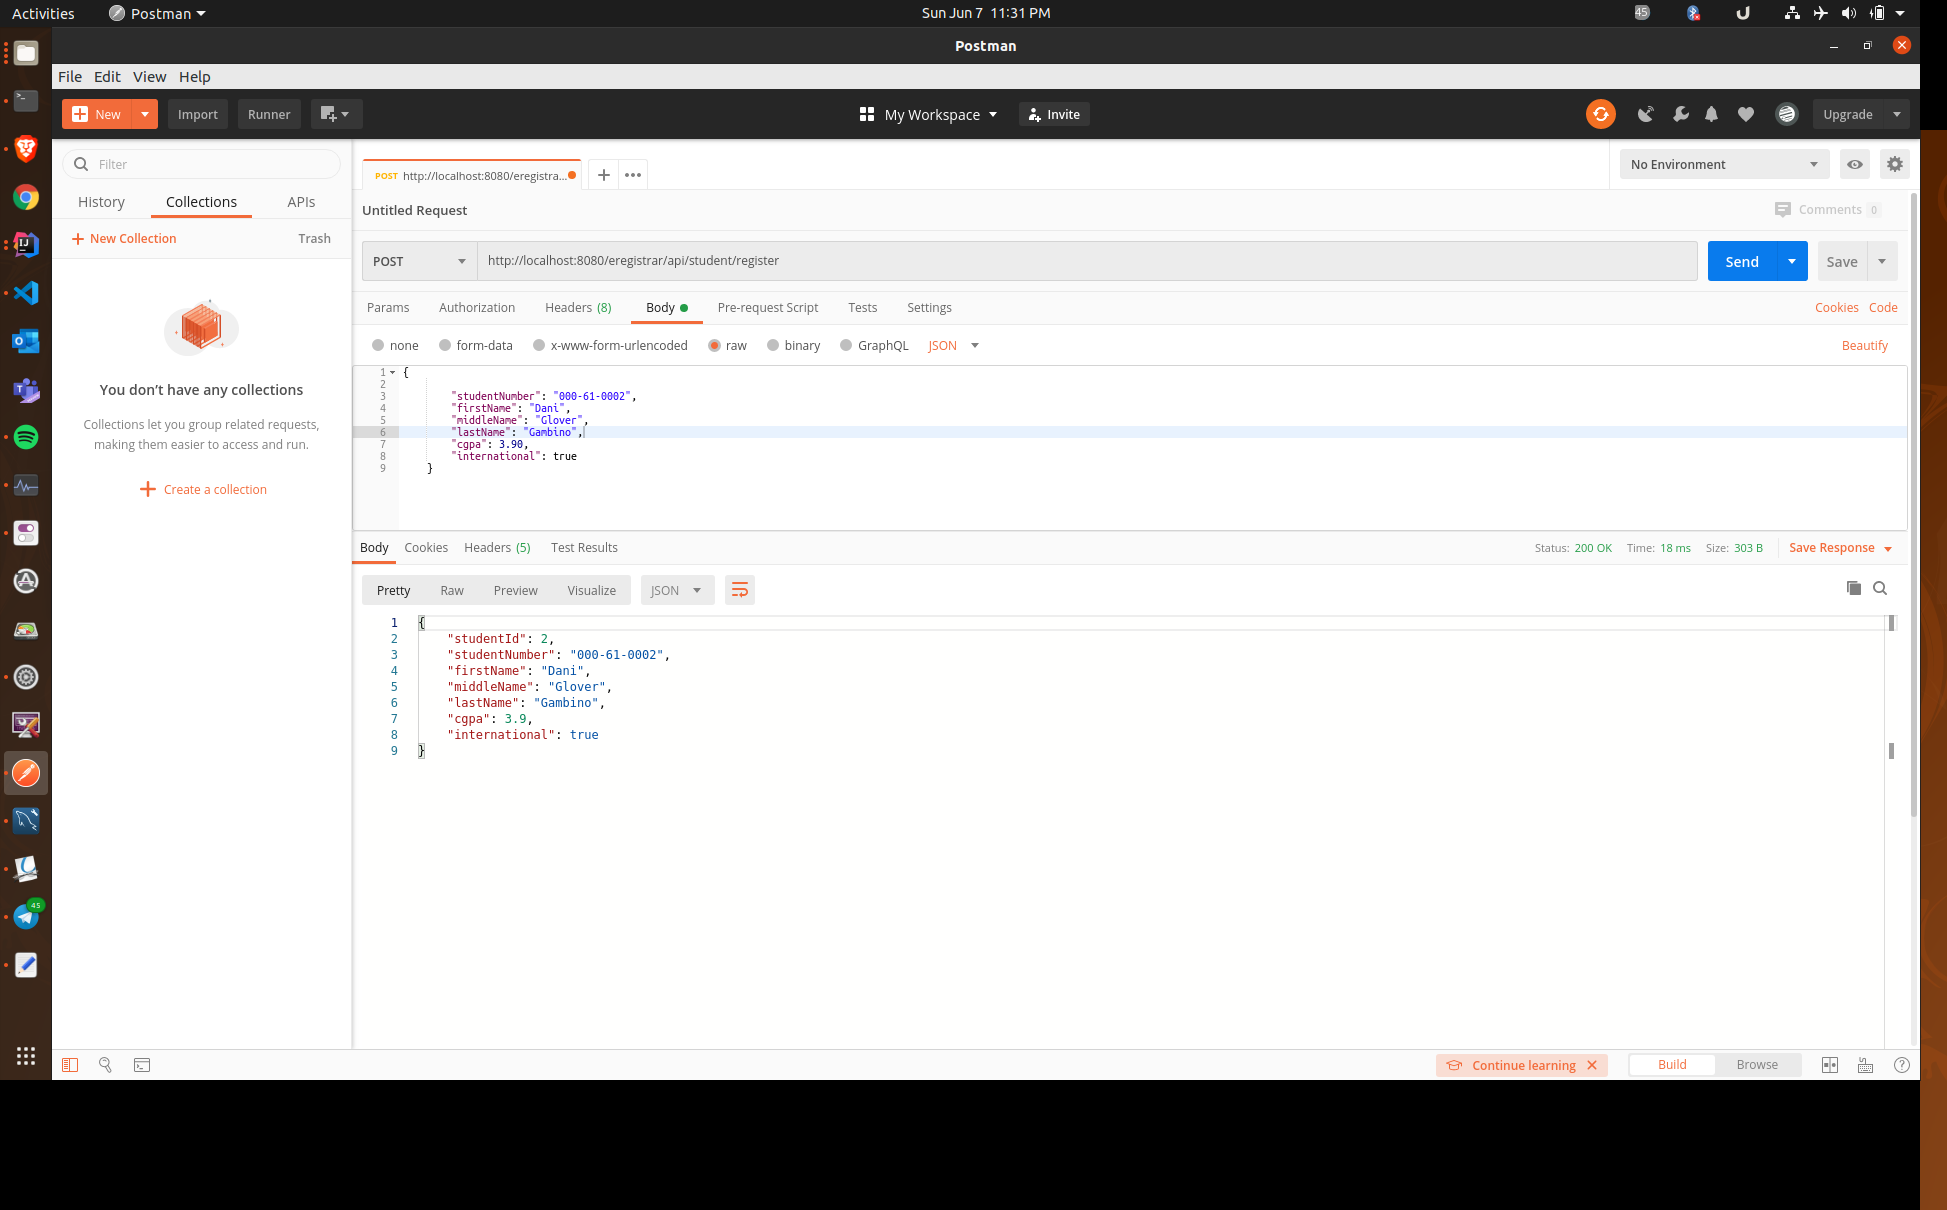 Activities Postman Sun Jun 7 11:31 PM 45
Postman
File Edit View Help
New Import Runner My Workspace Invite Upgrade
Filter
History Collections APIs
New Collection Trash
You don't have any collections
Collections let you group related requests,
making them easier to access and run.
Create a collection
POST http://localhost:8080/eregistra... No Environment
Untitled Request Comments 0
POST http://localhost:8080/eregistrar/api/student/register Send Save
Params Authorization Headers (8) Body Pre-request Script Tests Settings Cookies Code
none form-data x-www-form-urlencoded raw binary GraphQL JSON Beautify
1 {
2
3 "studentNumber": "000-61-0002",
4 "firstName": "Dani",
5 "middleName": "Glover",
6 "lastName": "Gambino",
7 "cgpa": 3.90,
8 "international": true
9 }
Body Cookies Headers (5) Test Results Status: 200 OK Time: 18 ms Size: 303 B Save Response
Pretty Raw Preview Visualize JSON
1 {
2 "studentId": 2,
3 "studentNumber": "000-61-0002",
4 "firstName": "Dani",
5 "middleName": "Glover",
6 "lastName": "Gambino",
7 "cgpa": 3.9,
8 "international": true
9 }
45
Continue learning Build Browse